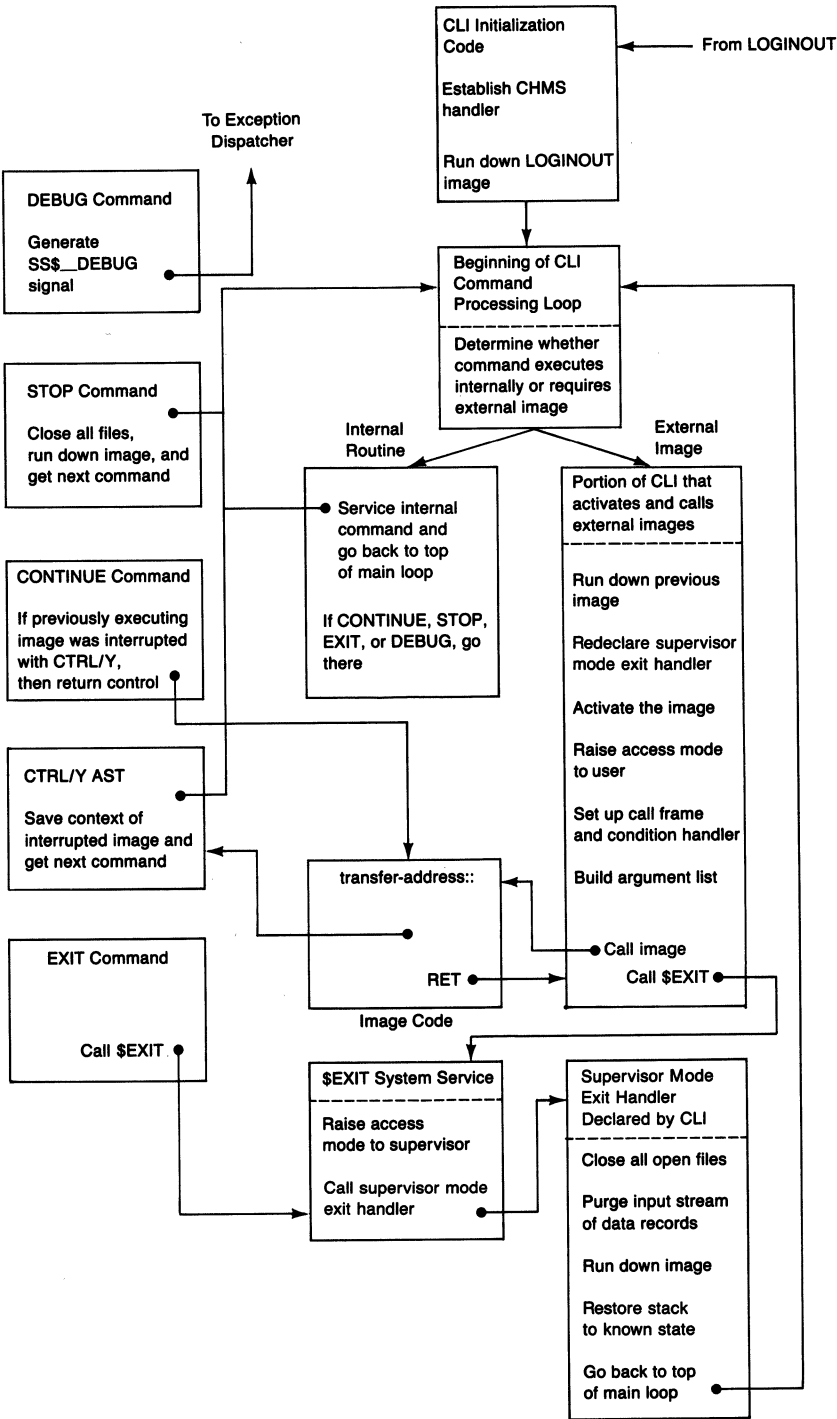 CLI Initialization
Code
Establish CHMS
handler
Run down LOGINOUT
image
From LOGINOUT
To Exception
Dispatcher
DEBUG Command
Generate
SS$__DEBUG
signal
Beginning of CLI
Command
Processing Loop
Determine whether
command executes
internally or requires
external image
STOP Command
Close all files,
run down image, and
get next command
Internal
Routine
External
Image
Service internal
command and
go back to top
of main loop
If CONTINUE, STOP,
EXIT, or DEBUG, go
there
Portion of CLI that
activates and calls
external images
Run down previous
image
Redeclare supervisor
mode exit handler
Activate the image
Raise access mode
to user
Set up call frame
and condition handler
Build argument list
Call image
Call $EXIT
CONTINUE Command
If previously executing
image was interrupted
with CTRL/Y,
then return control
CTRL/Y AST
Save context of
interrupted image and
get next command
transfer-address::
RET
Image Code
EXIT Command
Call $EXIT
$EXIT System Service
Raise access
mode to supervisor
Call supervisor mode
exit handler
Supervisor Mode
Exit Handler
Declared by CLI
Close all open files
Purge input stream
of data records
Run down image
Restore stack
to known state
Go back to top
of main loop